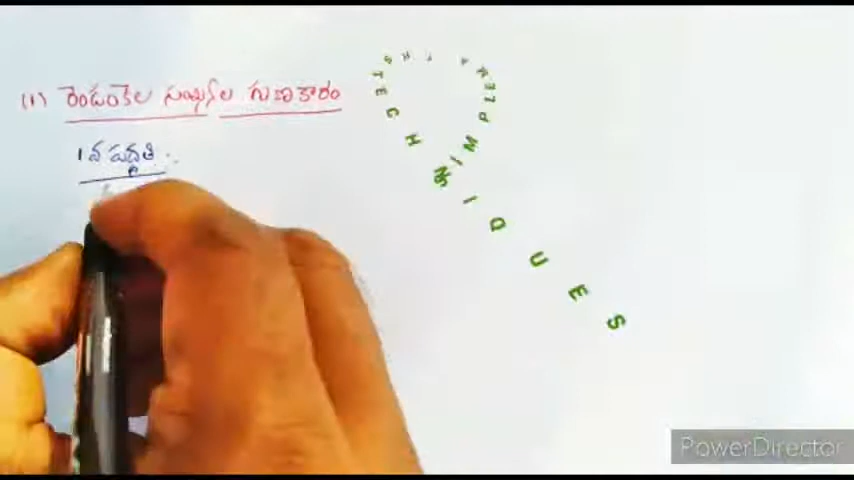 (1) రెండంకెల సంఖ్యల గుణకారం
1వ పద్ధతి :.
TECHNIQUES
PowerDirector